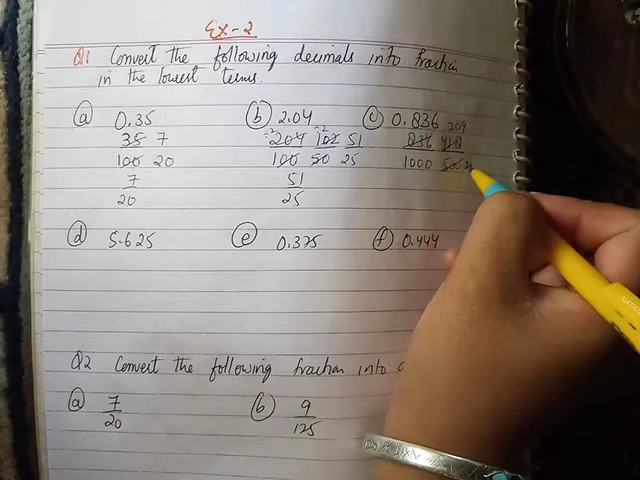 Ex-2
Q1 Convert the following decimals into fraction
in the lowest terms.
(a) 0.35 (b) 2.04 (c) 0.836
209
35 7 204 102 51 836 418
100 20 100 50 25 1000 500
7 51
20 25
(d) 5.625 (e) 0.375 (f) 0.444
Q2 Convert the following fraction into
(a) 7 (b) 9
20 125